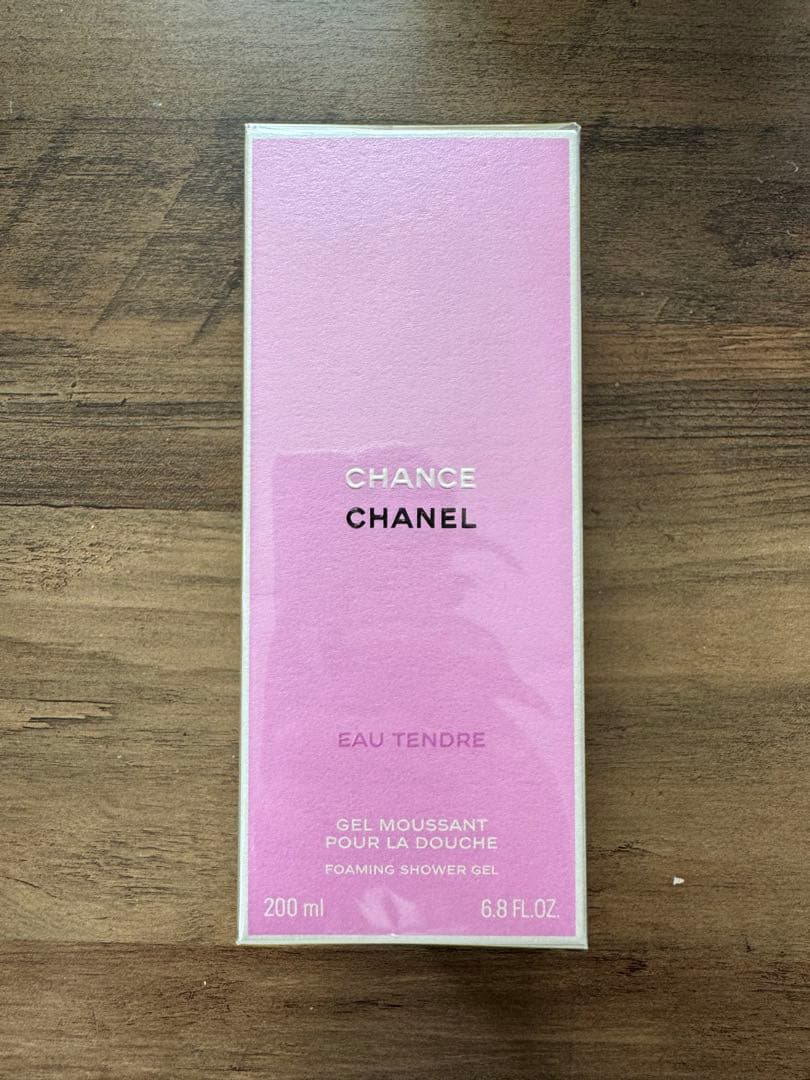 CHANCE
CHANEL
EAU TENDRE
GEL MOUSSANT
POUR LA DOUCHE
FOAMING SHOWER GEL
200 ml 6.8 FL.OZ.